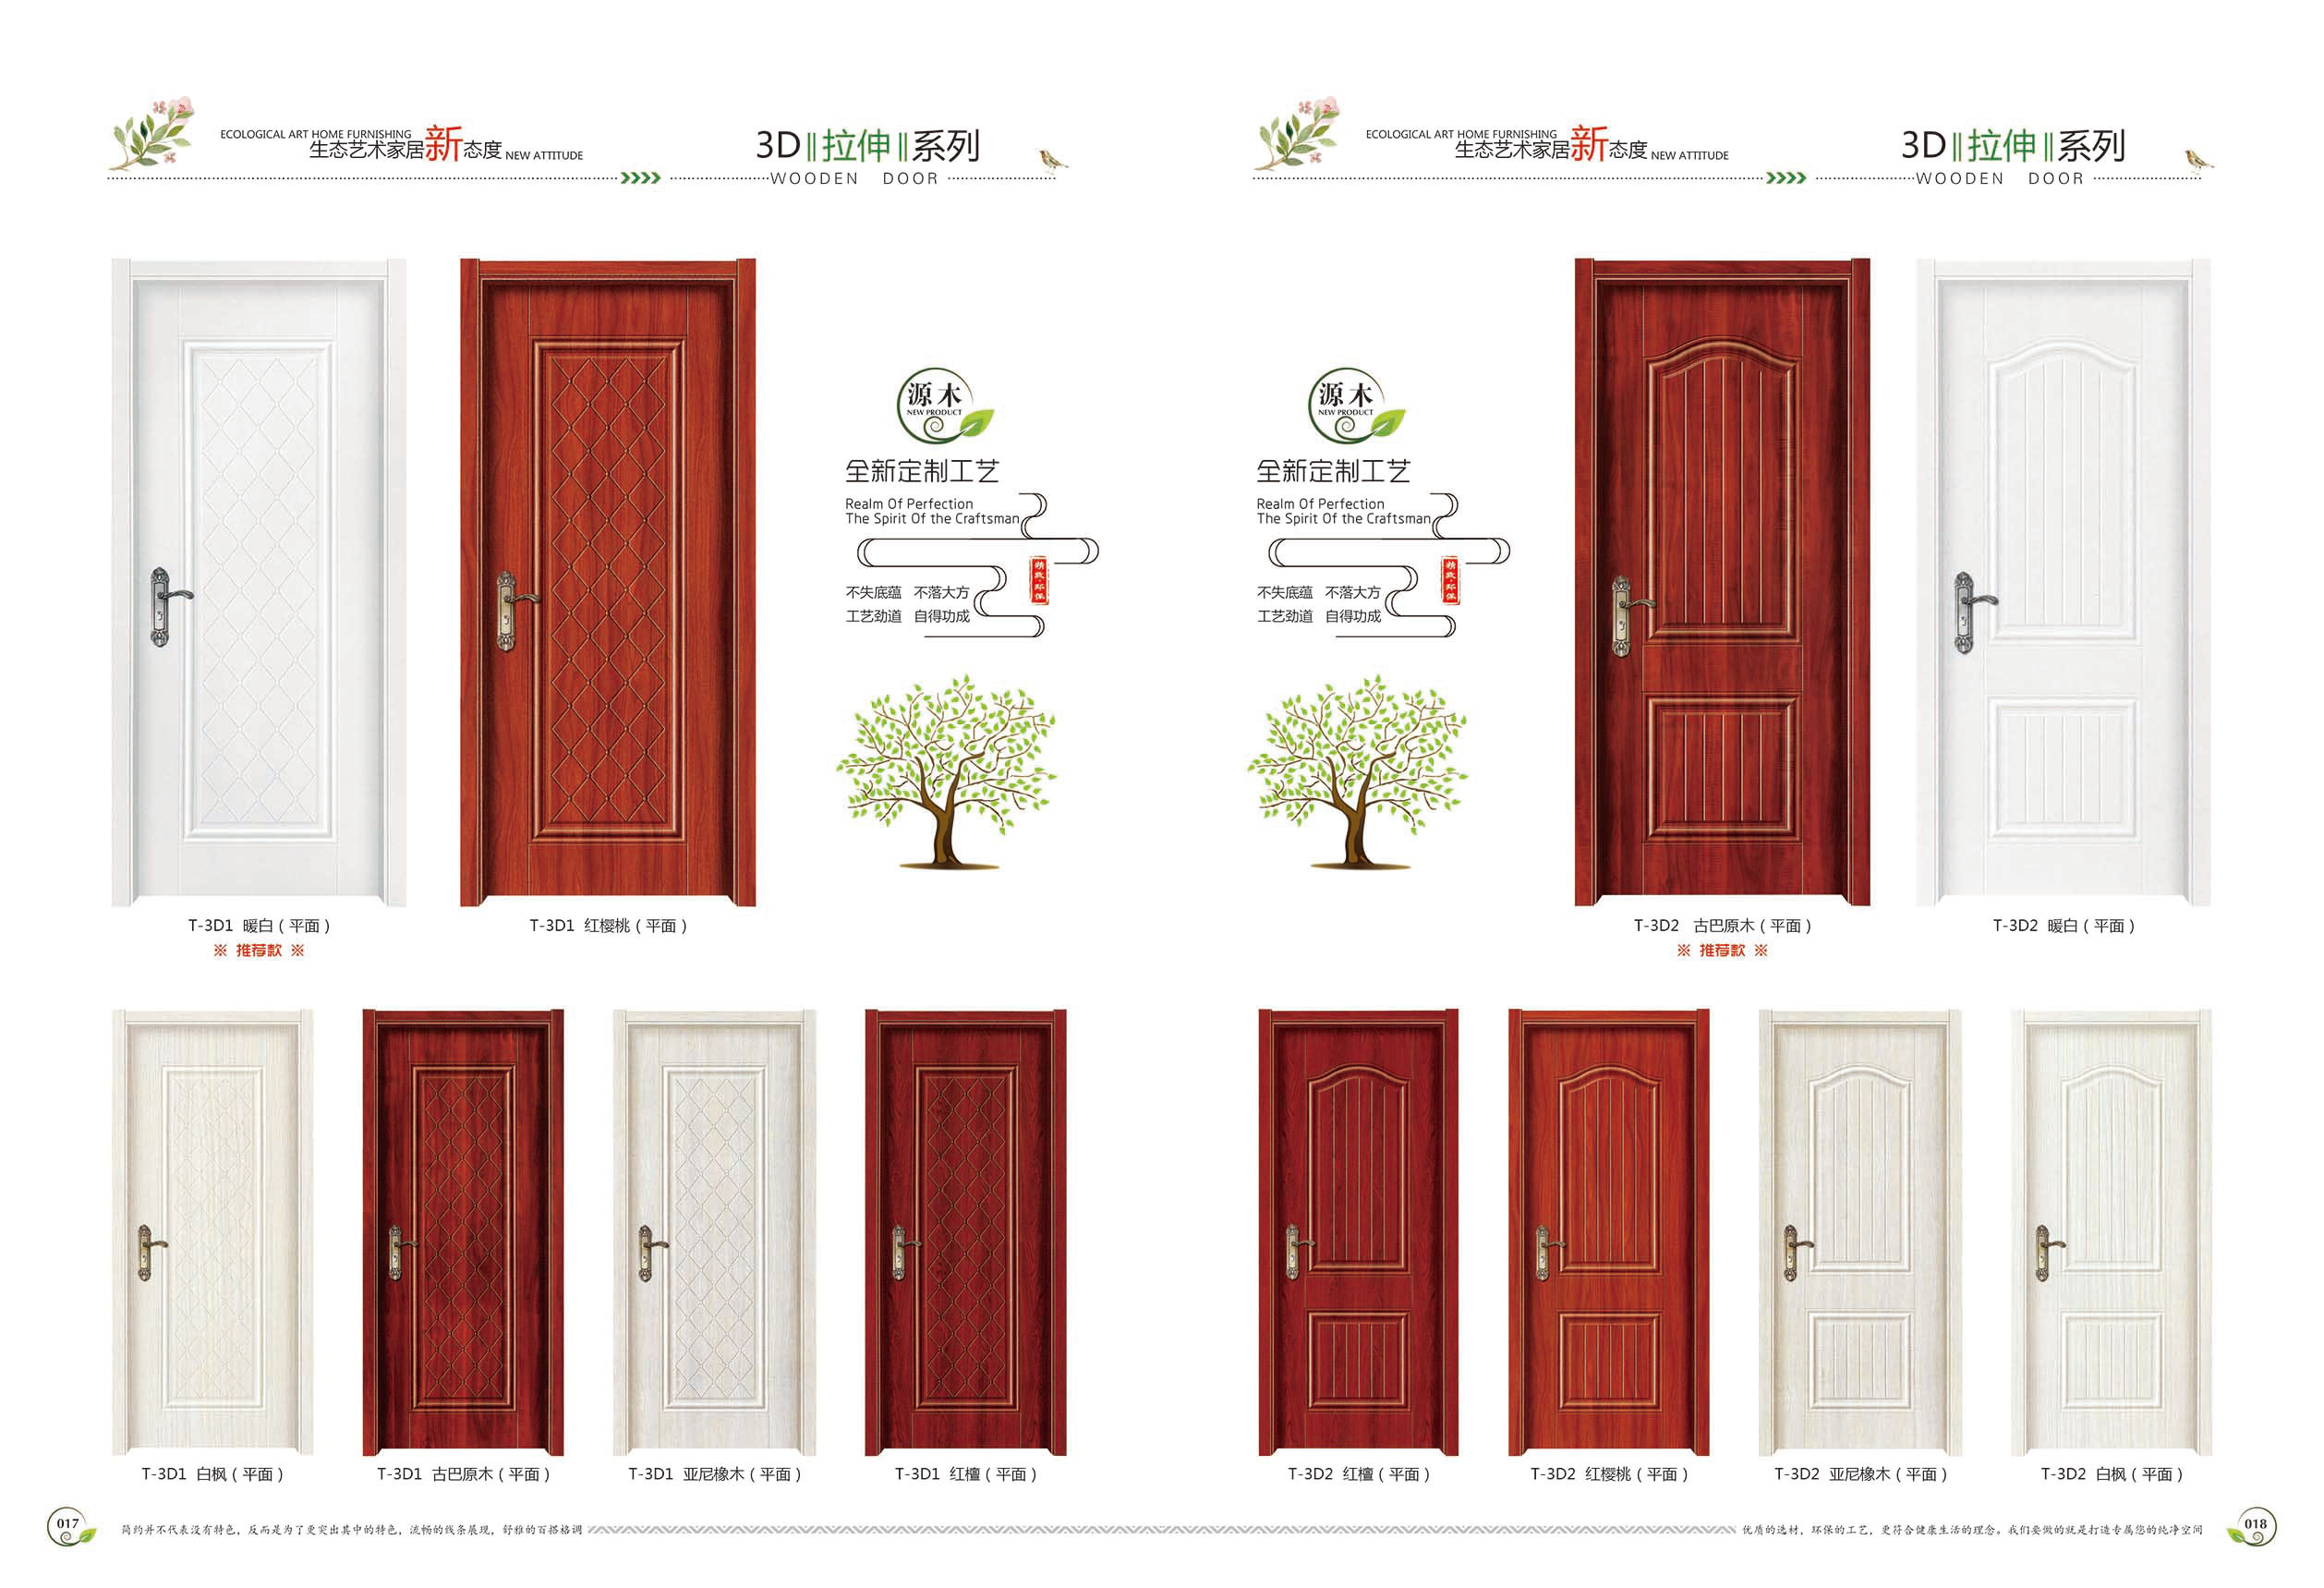 ECOLOGICAL ART HOME FURNISHING
生态艺术家居新态度 NEW ATTITUDE
3D 拉伸 系列
WOODEN DOOR
源木
NEW PRODUCT
全新定制工艺
Realm Of Perfection
The Spirit Of the Craftsman
精致·环保
不失底蕴 不落大方
工艺劲道 自得功成
T-3D1 暖白（平面）
※ 推荐款 ※
T-3D1 红樱桃（平面）
T-3D1 白枫（平面）
T-3D1 古巴原木（平面）
T-3D1 亚尼橡木（平面）
T-3D1 红檀（平面）
017
简约并不代表没有特色，反而是为了更突出其中的特色，流畅的线条展现，舒雅的百搭格调
ECOLOGICAL ART HOME FURNISHING
生态艺术家居新态度 NEW ATTITUDE
3D 拉伸 系列
WOODEN DOOR
源木
NEW PRODUCT
全新定制工艺
Realm Of Perfection
The Spirit Of the Craftsman
精致·环保
不失底蕴 不落大方
工艺劲道 自得功成
T-3D2 古巴原木（平面）
※ 推荐款 ※
T-3D2 暖白（平面）
T-3D2 红檀（平面）
T-3D2 红樱桃（平面）
T-3D2 亚尼橡木（平面）
T-3D2 白枫（平面）
优质的选材，环保的工艺，更符合健康生活的理念。我们要做的就是打造专属您的纯净空间
018